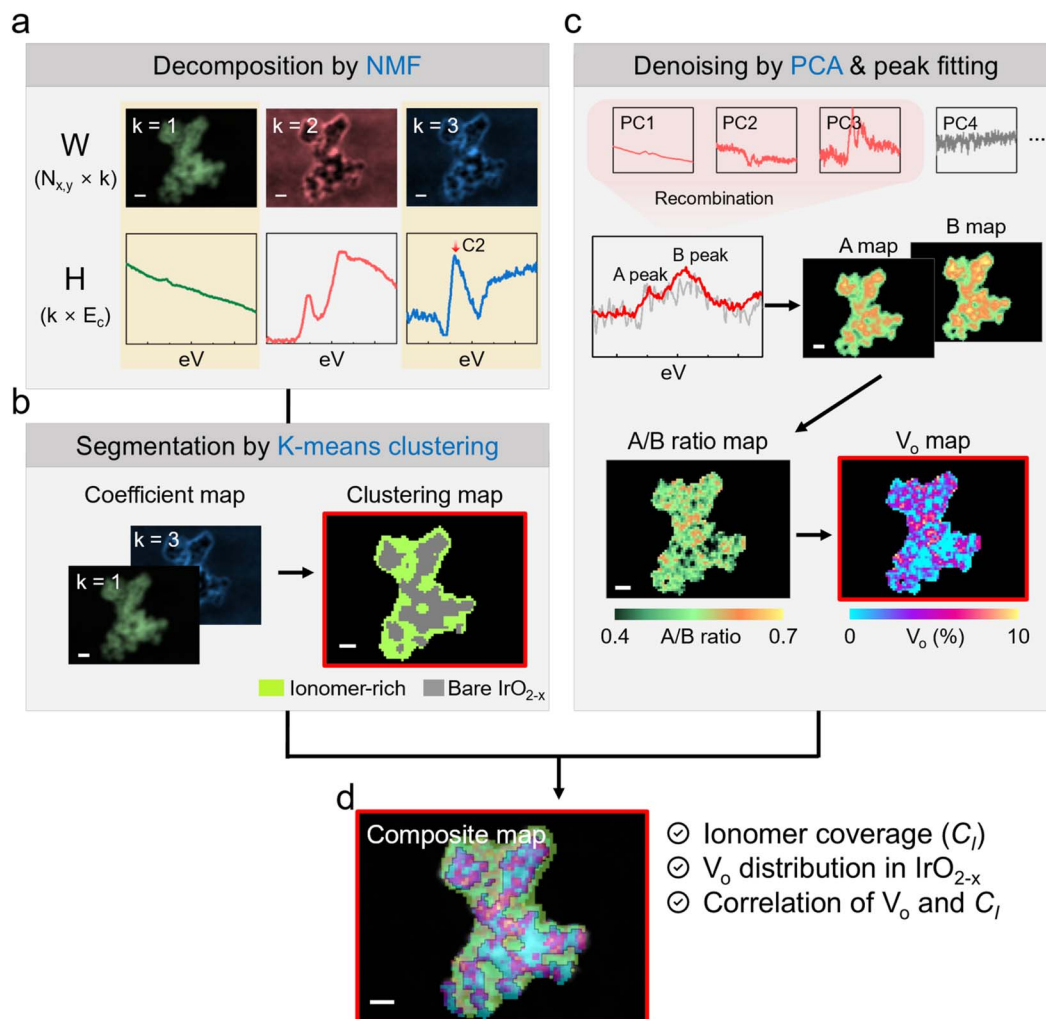 a
Decomposition by NMF
W
(Nx,y × k)
k = 1
k = 2
k = 3
H
(k × Ec)
C2
eV
eV
eV
b
Segmentation by K-means clustering
Coefficient map
Clustering map
k = 3
k = 1
Ionomer-rich
Bare IrO2-x
c
Denoising by PCA & peak fitting
PC1
PC2
PC3
PC4
...
Recombination
A peak
B peak
eV
A map
B map
A/B ratio map
Vo map
0.4
A/B ratio
0.7
0
Vo (%)
10
d
Composite map
Ionomer coverage (CI)
Vo distribution in IrO2-x
Correlation of Vo and CI